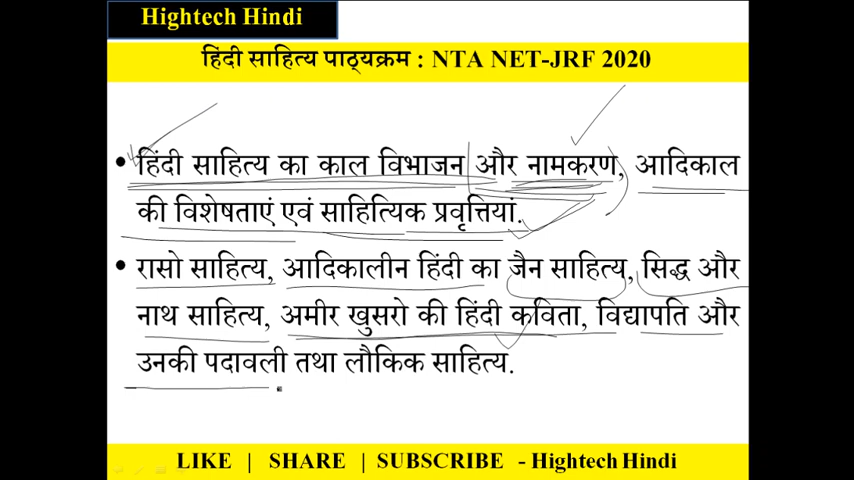 Hightech Hindi
हिंदी साहित्य पाठ्यक्रम : NTA NET-JRF 2020
• हिंदी साहित्य का काल विभाजन और नामकरण, आदिकाल
की विशेषताएं एवं साहित्यिक प्रवृत्तियां.
• रासो साहित्य, आदिकालीन हिंदी का जैन साहित्य, सिद्ध और
नाथ साहित्य, अमीर खुसरो की हिंदी कविता, विद्यापति और
उनकी पदावली तथा लौकिक साहित्य.
LIKE | SHARE | SUBSCRIBE - Hightech Hindi